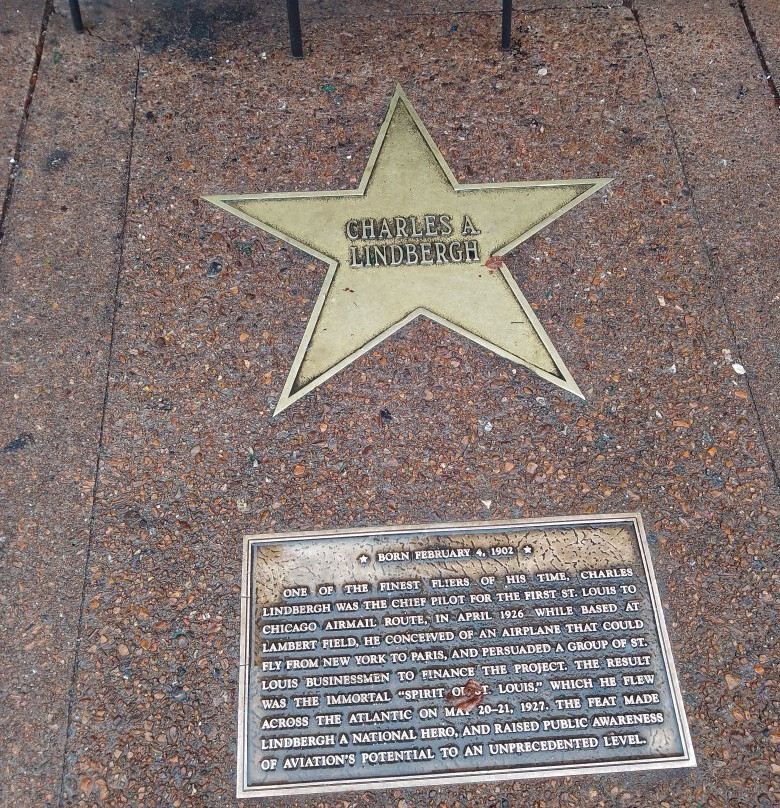 CHARLES A.
LINDBERGH
★ BORN FEBRUARY 4, 1902 ★
ONE OF THE FINEST FLIERS OF HIS TIME, CHARLES
LINDBERGH WAS THE CHIEF PILOT FOR THE FIRST ST. LOUIS TO
CHICAGO AIRMAIL ROUTE, IN APRIL 1926. WHILE BASED AT
LAMBERT FIELD, HE CONCEIVED OF AN AIRPLANE THAT COULD
FLY FROM NEW YORK TO PARIS, AND PERSUADED A GROUP OF ST.
LOUIS BUSINESSMEN TO FINANCE THE PROJECT. THE RESULT
WAS THE IMMORTAL “SPIRIT OF ST. LOUIS,” WHICH HE FLEW
ACROSS THE ATLANTIC ON MAY 20–21, 1927. THE FEAT MADE
LINDBERGH A NATIONAL HERO, AND RAISED PUBLIC AWARENESS
OF AVIATION'S POTENTIAL TO AN UNPRECEDENTED LEVEL.